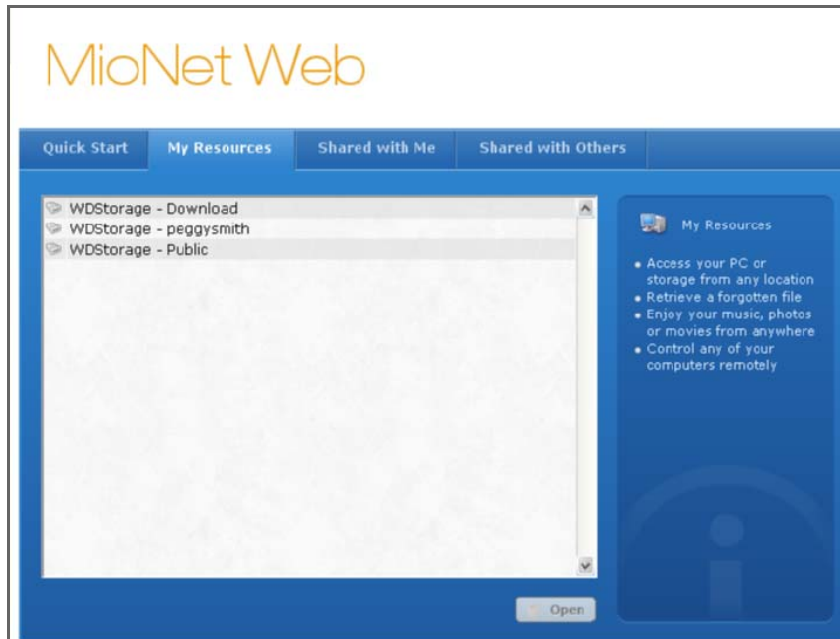 MioNet Web
Quick Start
My Resources
Shared with Me
Shared with Others
WDStorage - Download
WDStorage - peggysmith
WDStorage - Public
My Resources
Access your PC or
storage from any location
Retrieve a forgotten file
Enjoy your music, photos
or movies from anywhere
Control any of your
computers remotely
Open